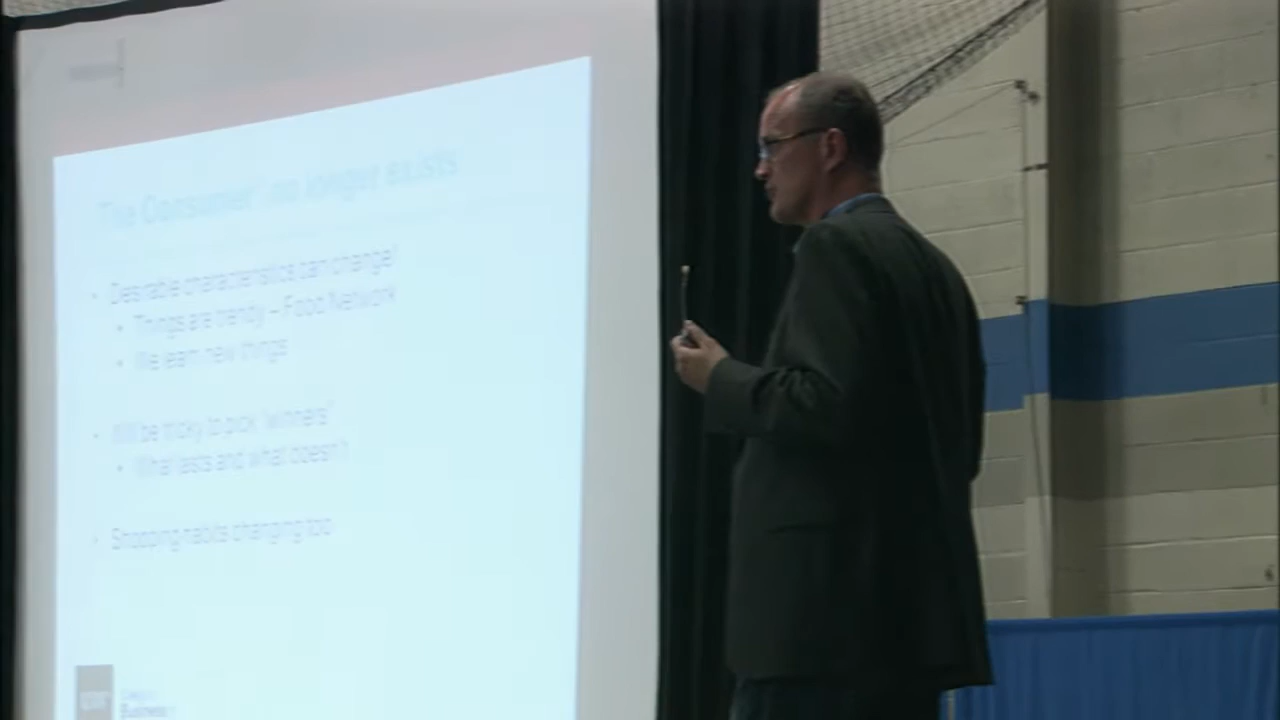 'The Consumer' no longer exists
• Desirable characteristics can change!
• Things are trendy – Food Network
• We learn new things
• Will be tricky to pick 'winners'
• What lasts and what doesn't
• Shopping habits changing too
Business